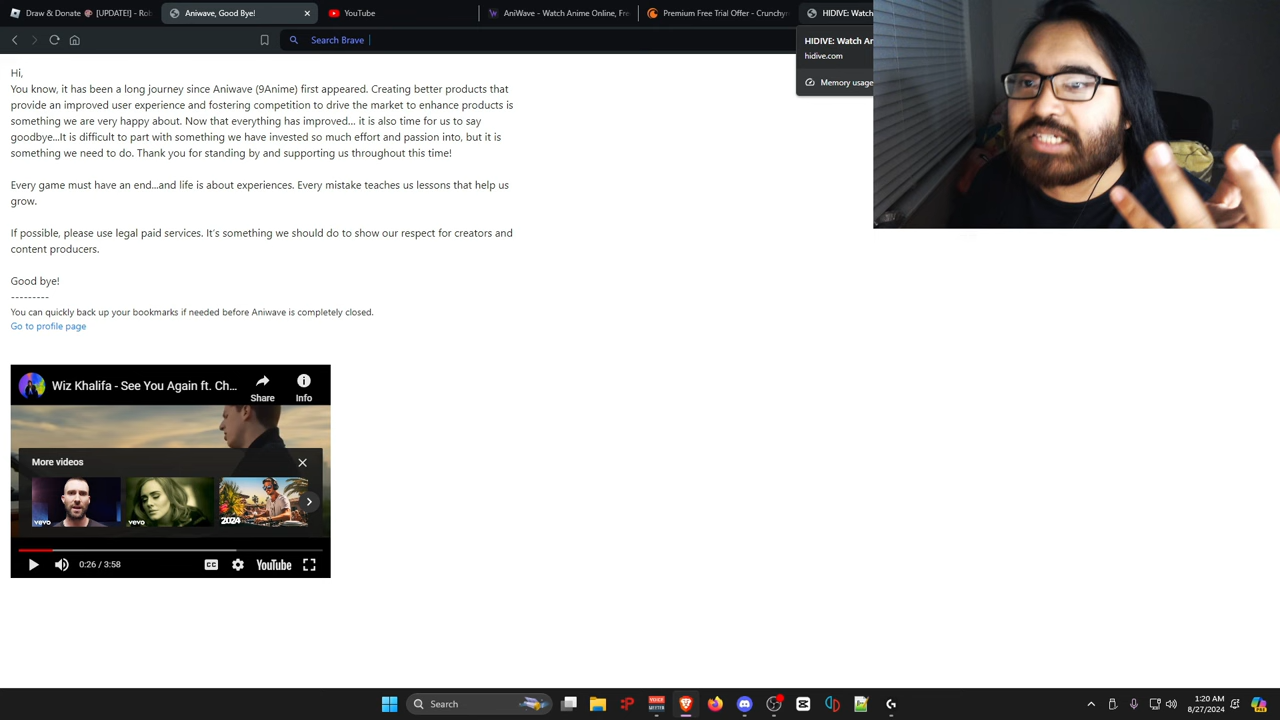 Draw & Donate 🎨 [UPDATE!] - Rob
Aniwave, Good Bye!
YouTube
AniWave - Watch Anime Online, Fre
Premium Free Trial Offer - Crunchyr
HIDIVE: Watch
Search Brave
HIDIVE: Watch An
hidive.com
Memory usage
Hi,
You know, it has been a long journey since Aniwave (9Anime) first appeared. Creating better products that
provide an improved user experience and fostering competition to drive the market to enhance products is
something we are very happy about. Now that everything has improved... it is also time for us to say
goodbye...It is difficult to part with something we have invested so much effort and passion into, but it is
something we need to do. Thank you for standing by and supporting us throughout this time!
Every game must have an end...and life is about experiences. Every mistake teaches us lessons that help us
grow.
If possible, please use legal paid services. It's something we should do to show our respect for creators and
content producers.
Good bye!
---------
You can quickly back up your bookmarks if needed before Aniwave is completely closed.
Go to profile page
Wiz Khalifa - See You Again ft. Ch...
Share
Info
More videos
vevo
vevo
2024
0:26 / 3:58
CC
YouTube
Search
VOICE MEETER
1:20 AM
8/27/2024